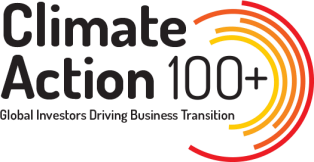 Climate
Action 100+
Global Investors Driving Business Transition